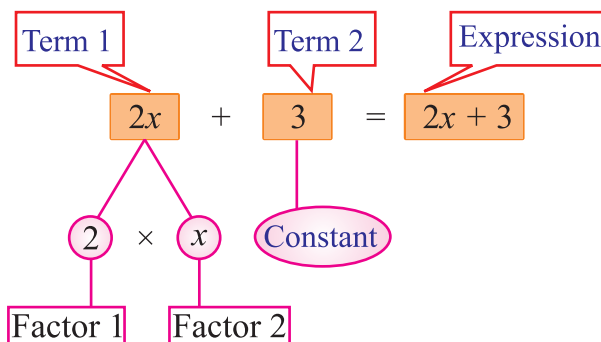 Term 1 Term 2 Expression
2x + 3 = 2x + 3
2 × x Constant
Factor 1 Factor 2